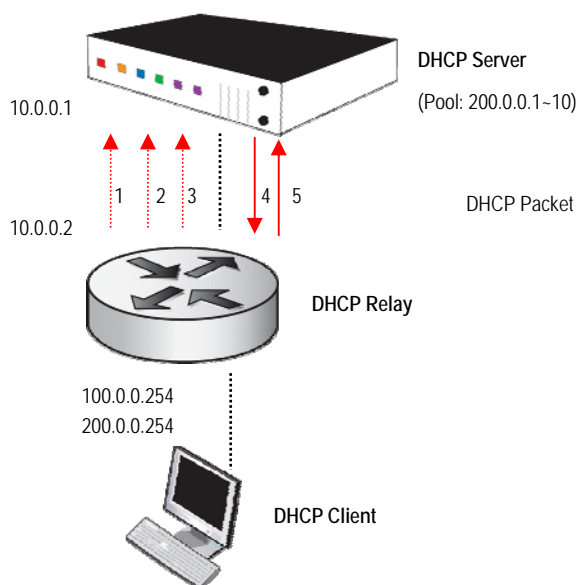 DHCP Server
(Pool: 200.0.0.1~10)
10.0.0.1
1 2 3 4 5
DHCP Packet
10.0.0.2
DHCP Relay
100.0.0.254
200.0.0.254
DHCP Client